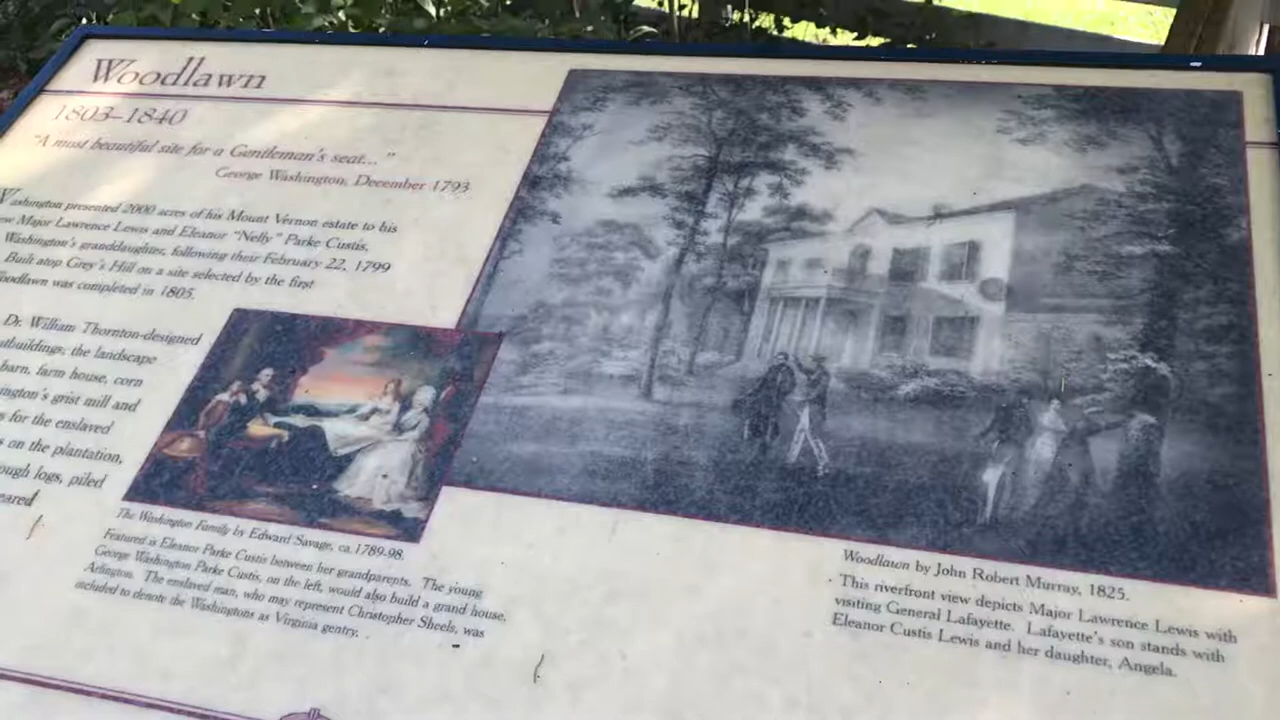 Woodlawn
1803–1840
"A most beautiful site for a Gentleman's seat..."
George Washington, December 1793
Washington presented 2000 acres of his Mount Vernon estate to his
Major Lawrence Lewis and Eleanor "Nelly" Parke Custis,
Washington's granddaughter, following their February 22, 1799
Built atop Grey's Hill on a site selected by the first
Woodlawn was completed in 1805.
Dr. William Thornton-designed
outbuildings; the landscape
barn, farm house, corn
grist mill and
for the enslaved
on the plantation,
logs, piled
The Washington Family by Edward Savage, ca. 1789-98.
Featured is Eleanor Parke Custis between her grandparents. The young
George Washington Parke Custis, on the left, would also build a grand house,
Arlington. The enslaved man, who may represent Christopher Sheels, was
included to denote the Washingtons as Virginia gentry.
Woodlawn by John Robert Murray, 1825.
This riverfront view depicts Major Lawrence Lewis with
visiting General Lafayette. Lafayette's son stands with
Eleanor Custis Lewis and her daughter, Angela.